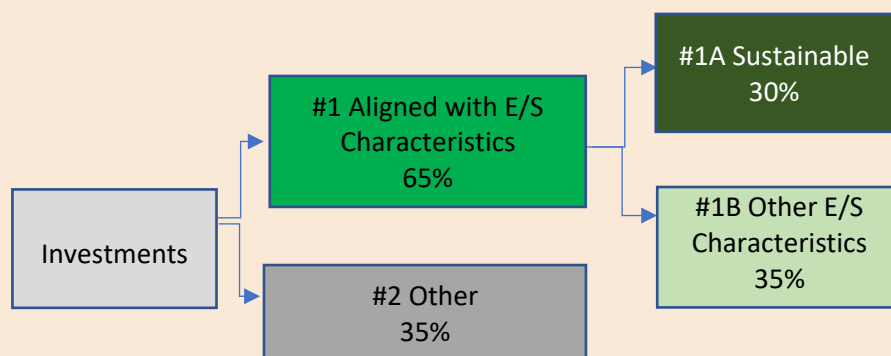 Investments
#1 Aligned with E/S
Characteristics
65%
#2 Other
35%
#1A Sustainable
30%
#1B Other E/S
Characteristics
35%